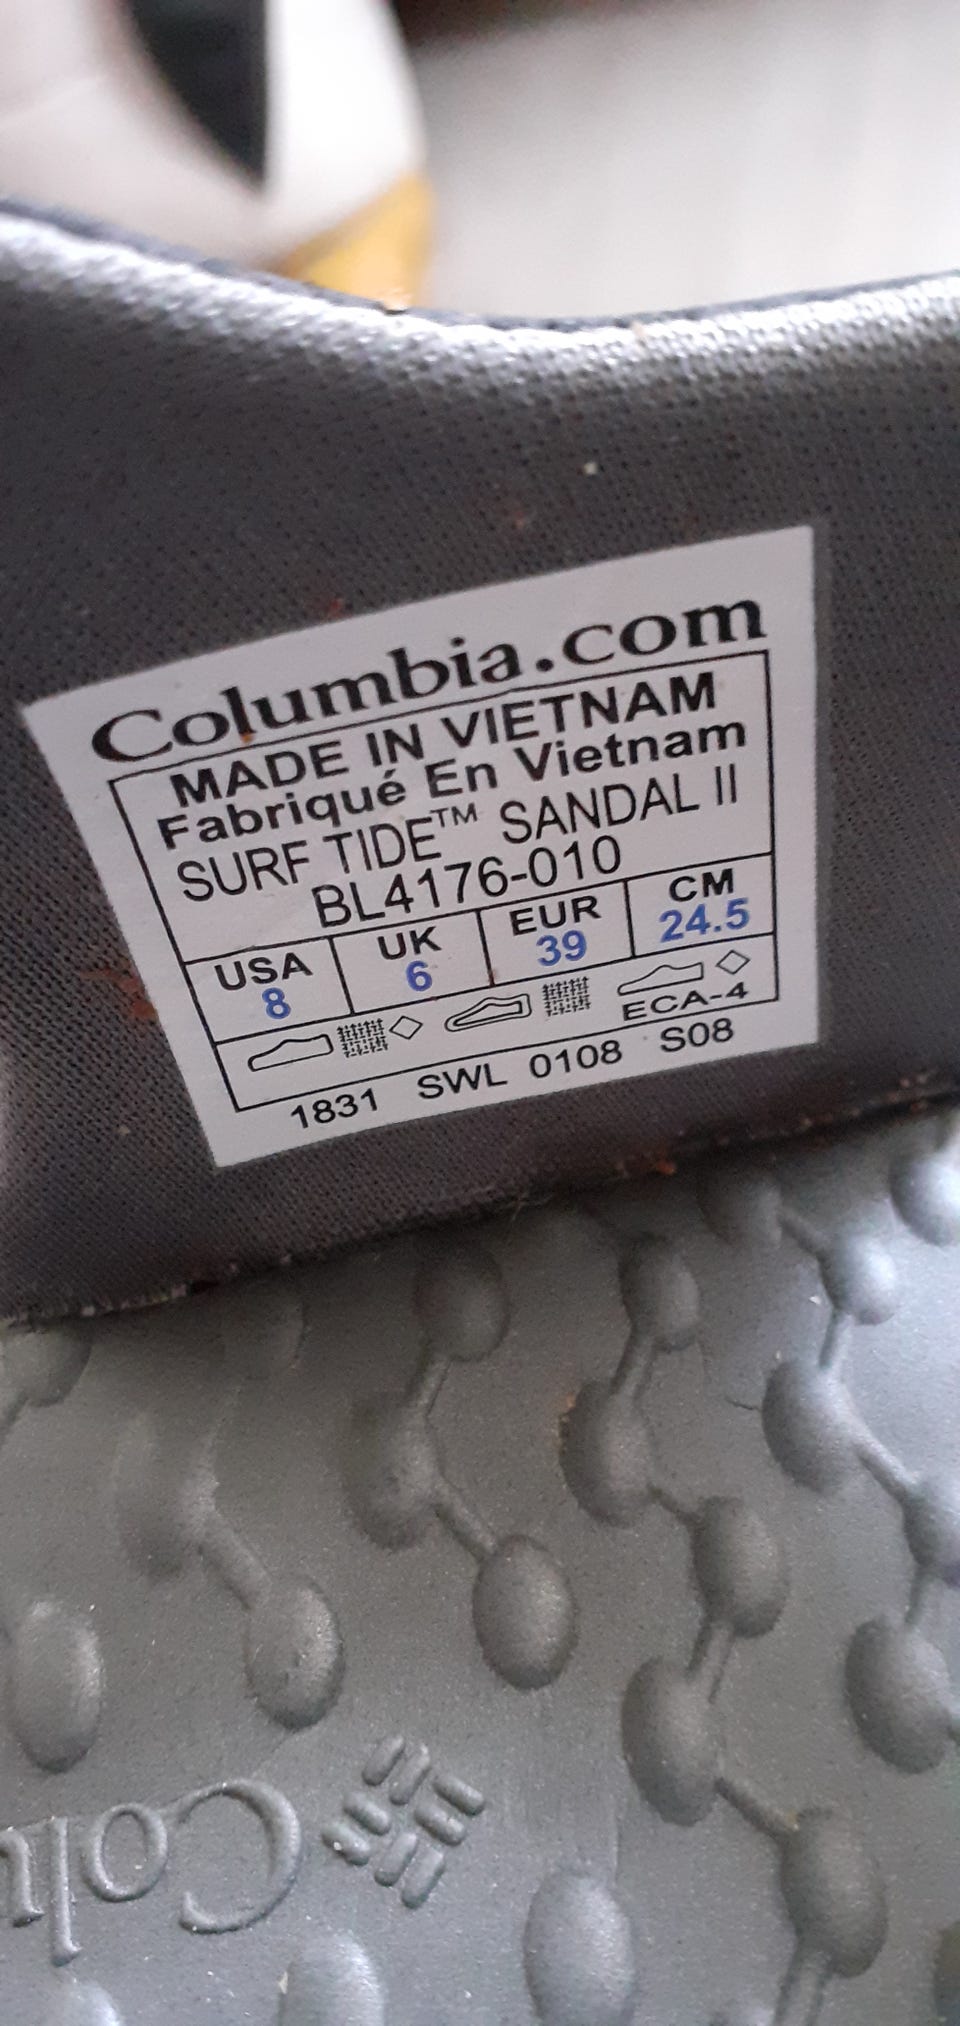 Columbia.com
MADE IN VIETNAM
Fabriqué En Vietnam
SURF TIDE™ SANDAL II
BL4176-010
USA UK EUR CM
8 6 39 24.5
ECA-4
1831 SWL 0108 S08
Colu